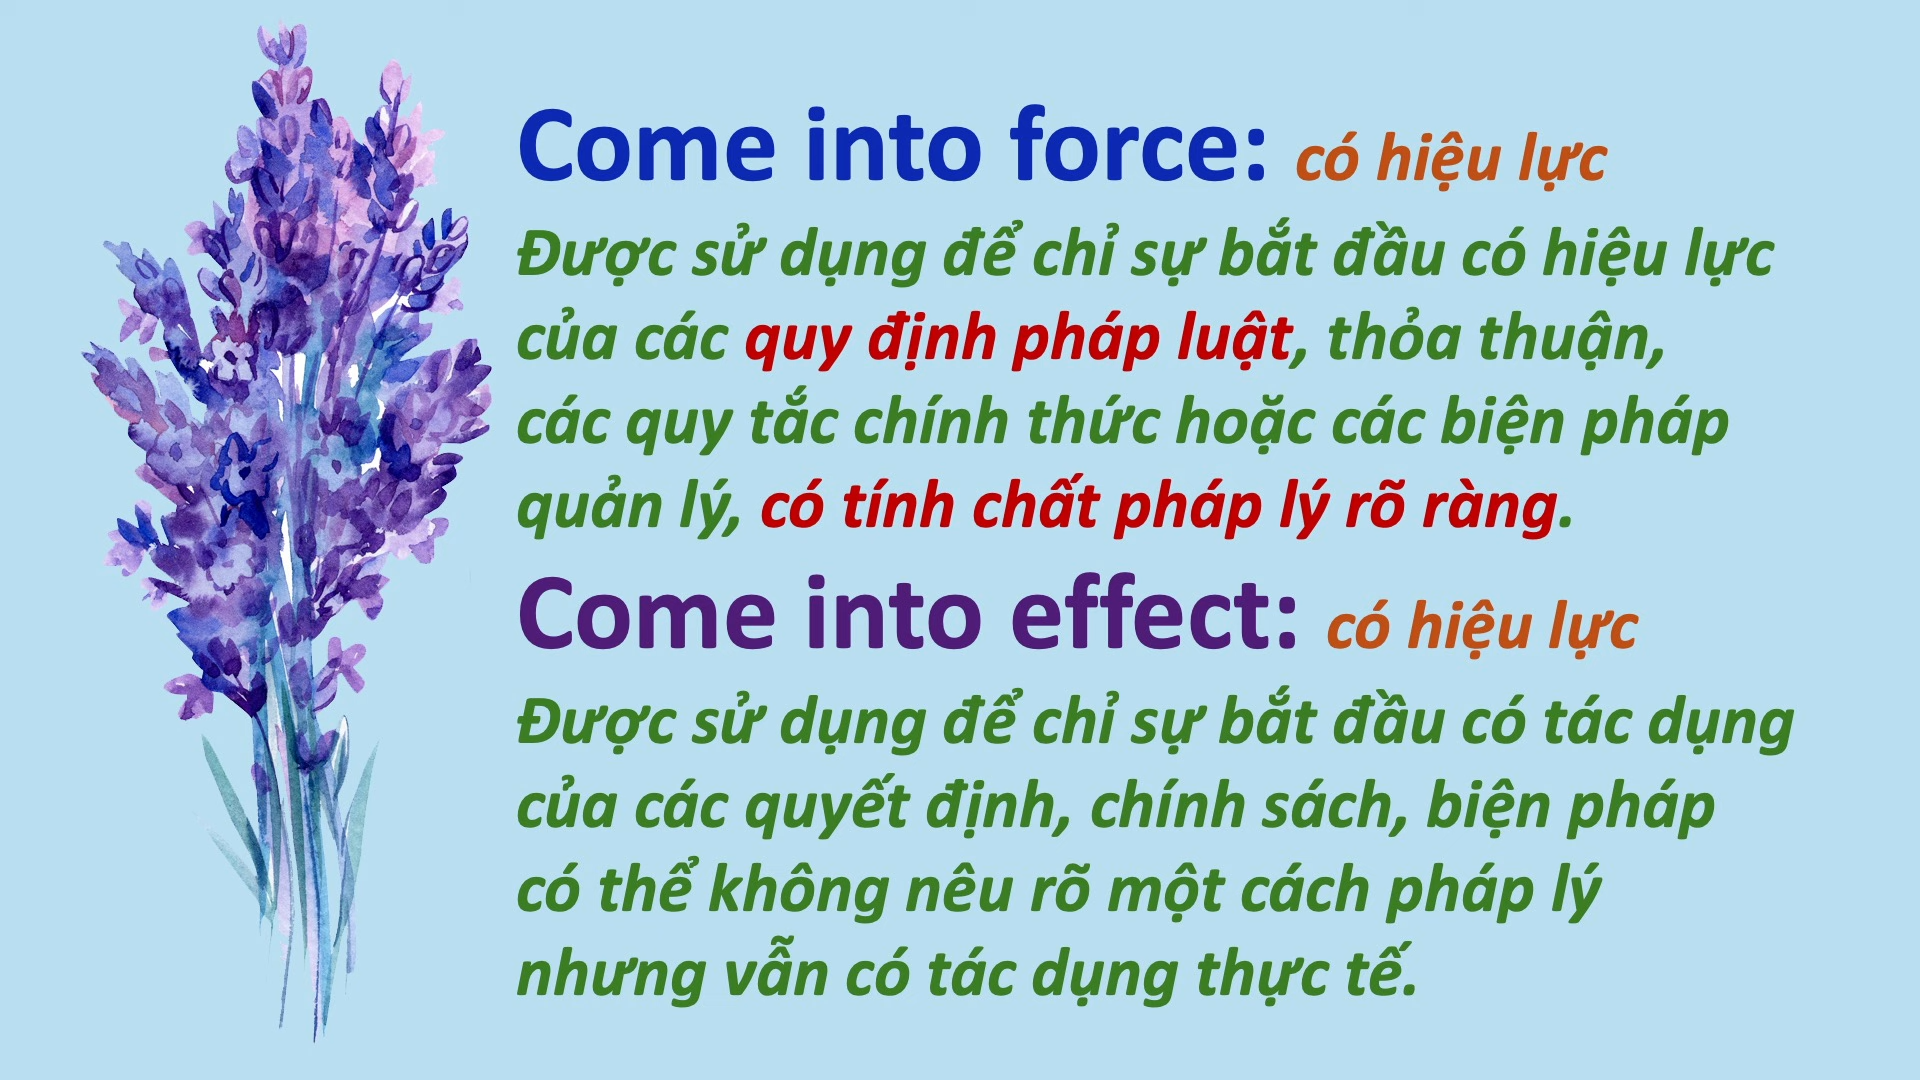 Come into force: có hiệu lực
Được sử dụng để chỉ sự bắt đầu có hiệu lực
của các quy định pháp luật, thỏa thuận,
các quy tắc chính thức hoặc các biện pháp
quản lý, có tính chất pháp lý rõ ràng.
Come into effect: có hiệu lực
Được sử dụng để chỉ sự bắt đầu có tác dụng
của các quyết định, chính sách, biện pháp
có thể không nêu rõ một cách pháp lý
nhưng vẫn có tác dụng thực tế.